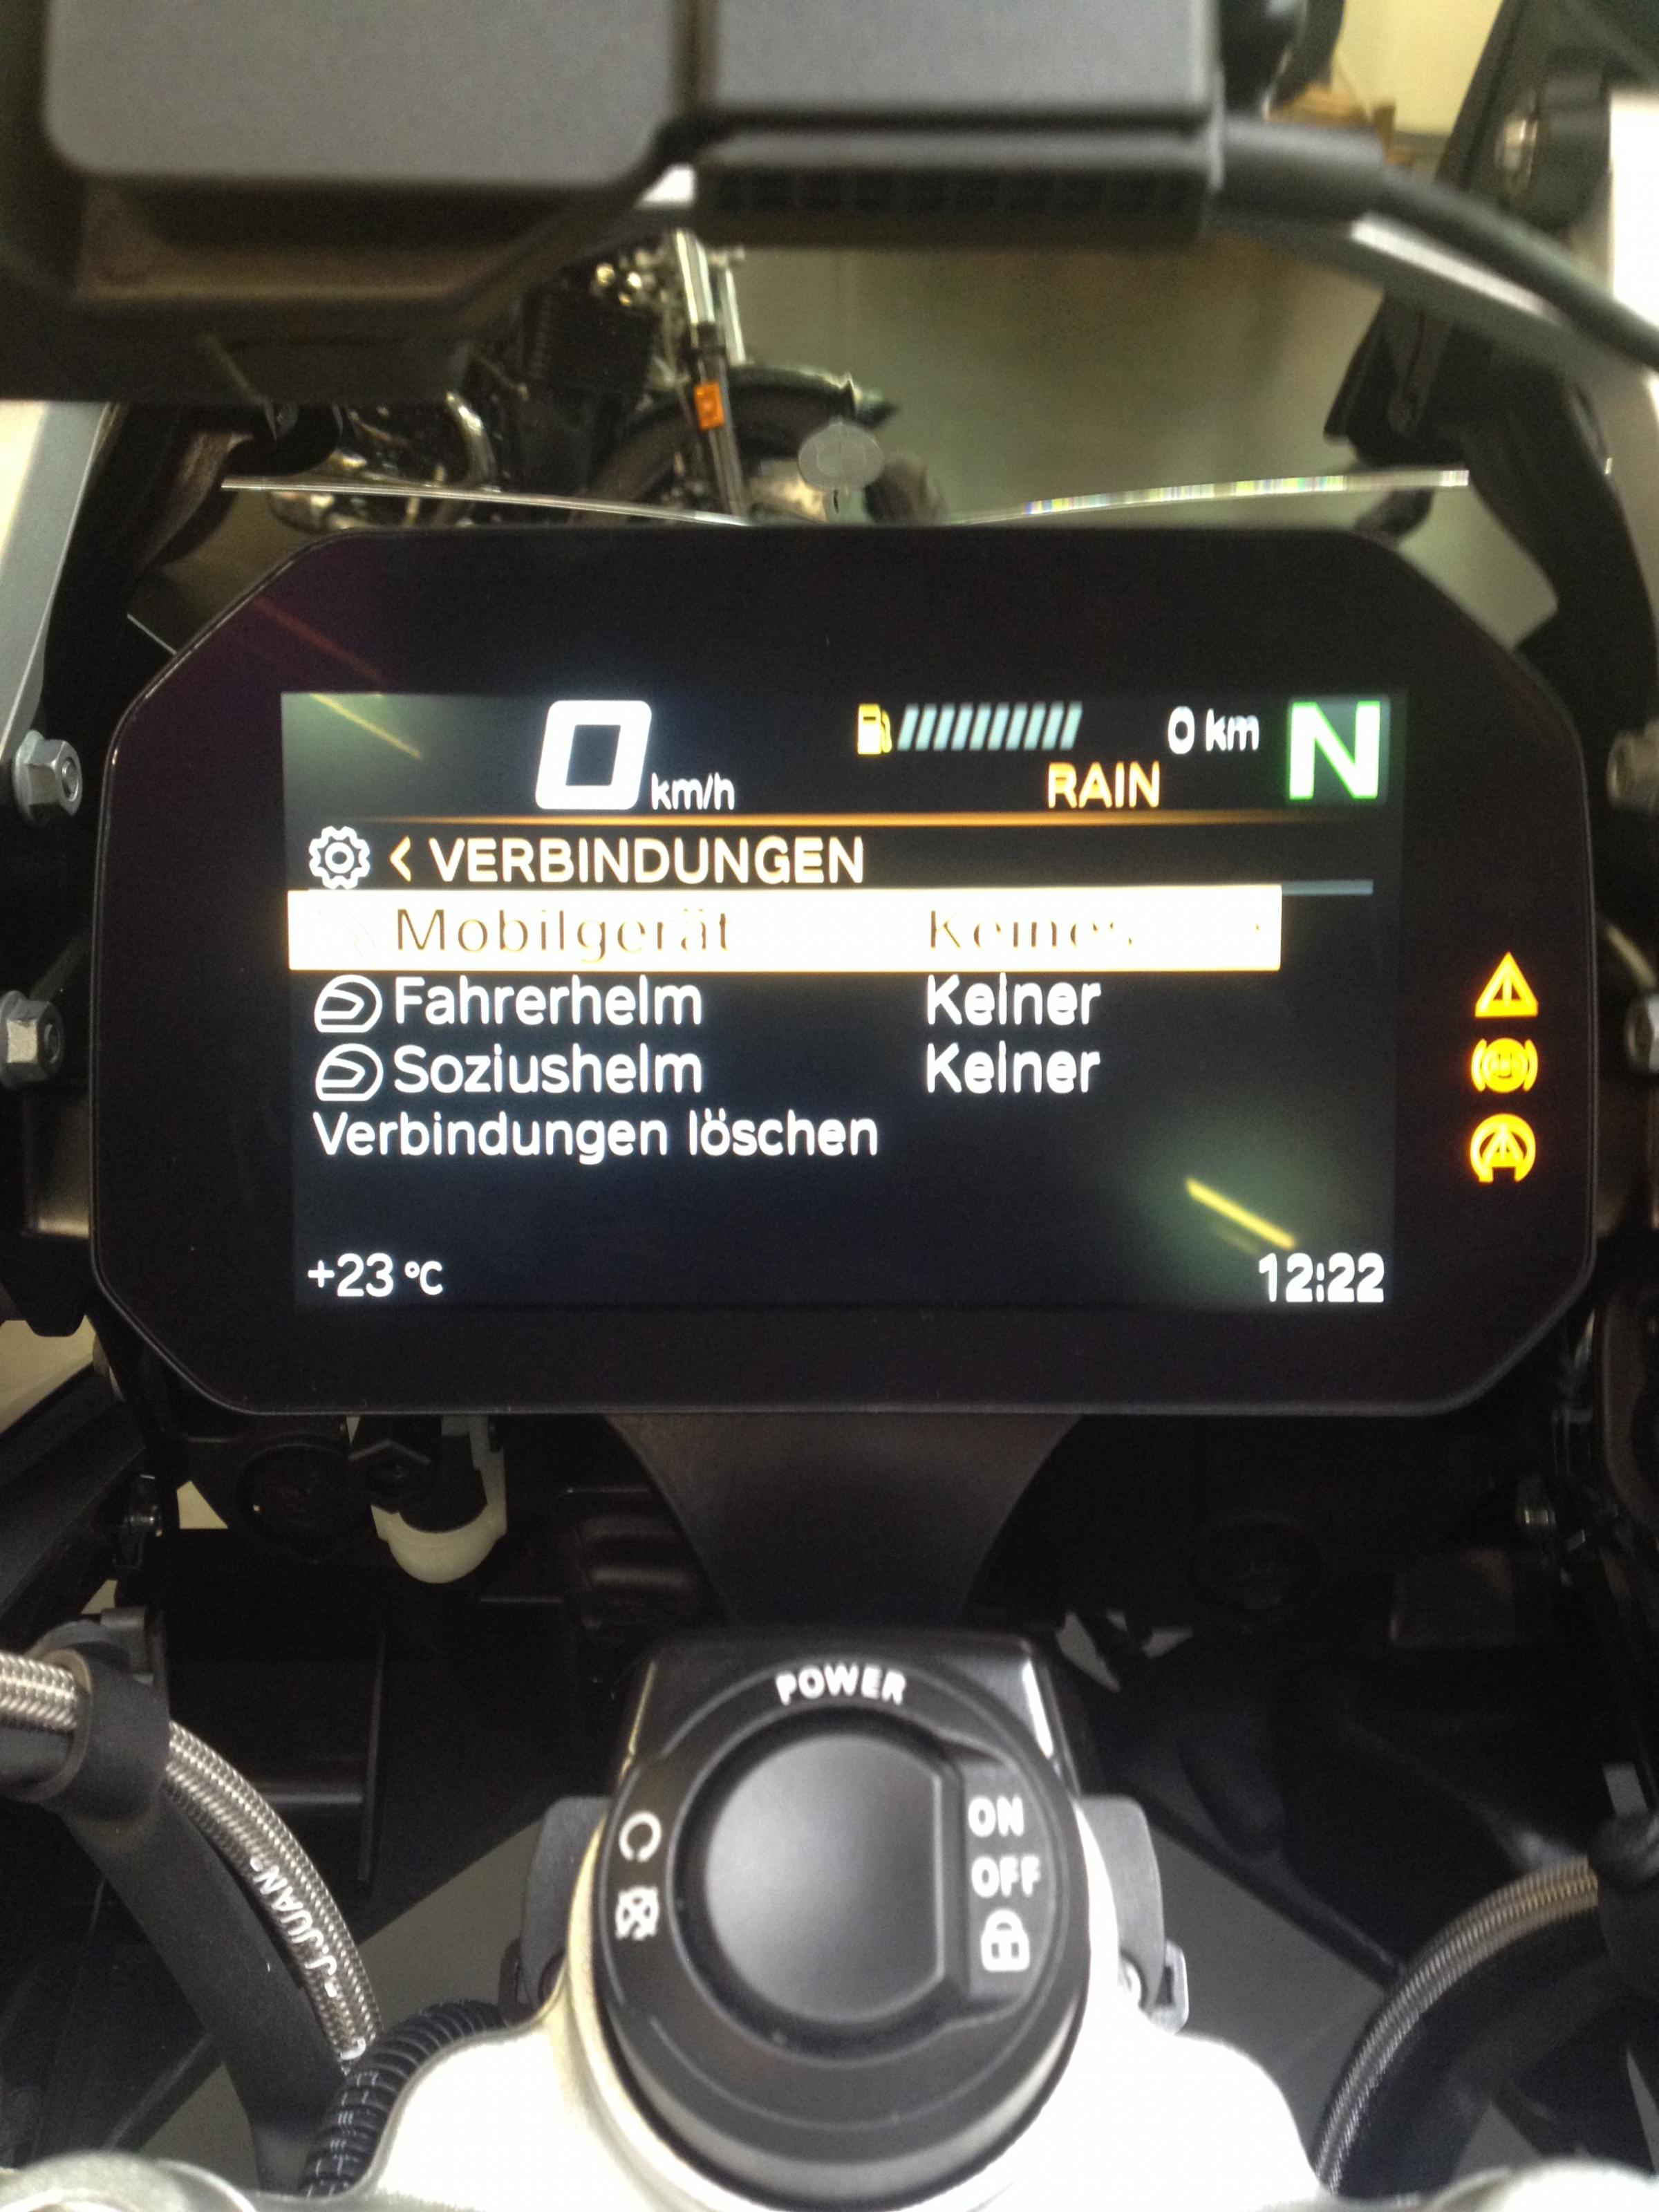 0 km/h
0 km
N
RAIN
< VERBINDUNGEN
Mobilgerät Keines
Fahrerhelm Keiner
Soziushelm Keiner
Verbindungen löschen
+23 °C
12:22
POWER
ON
OFF
J.JUAN